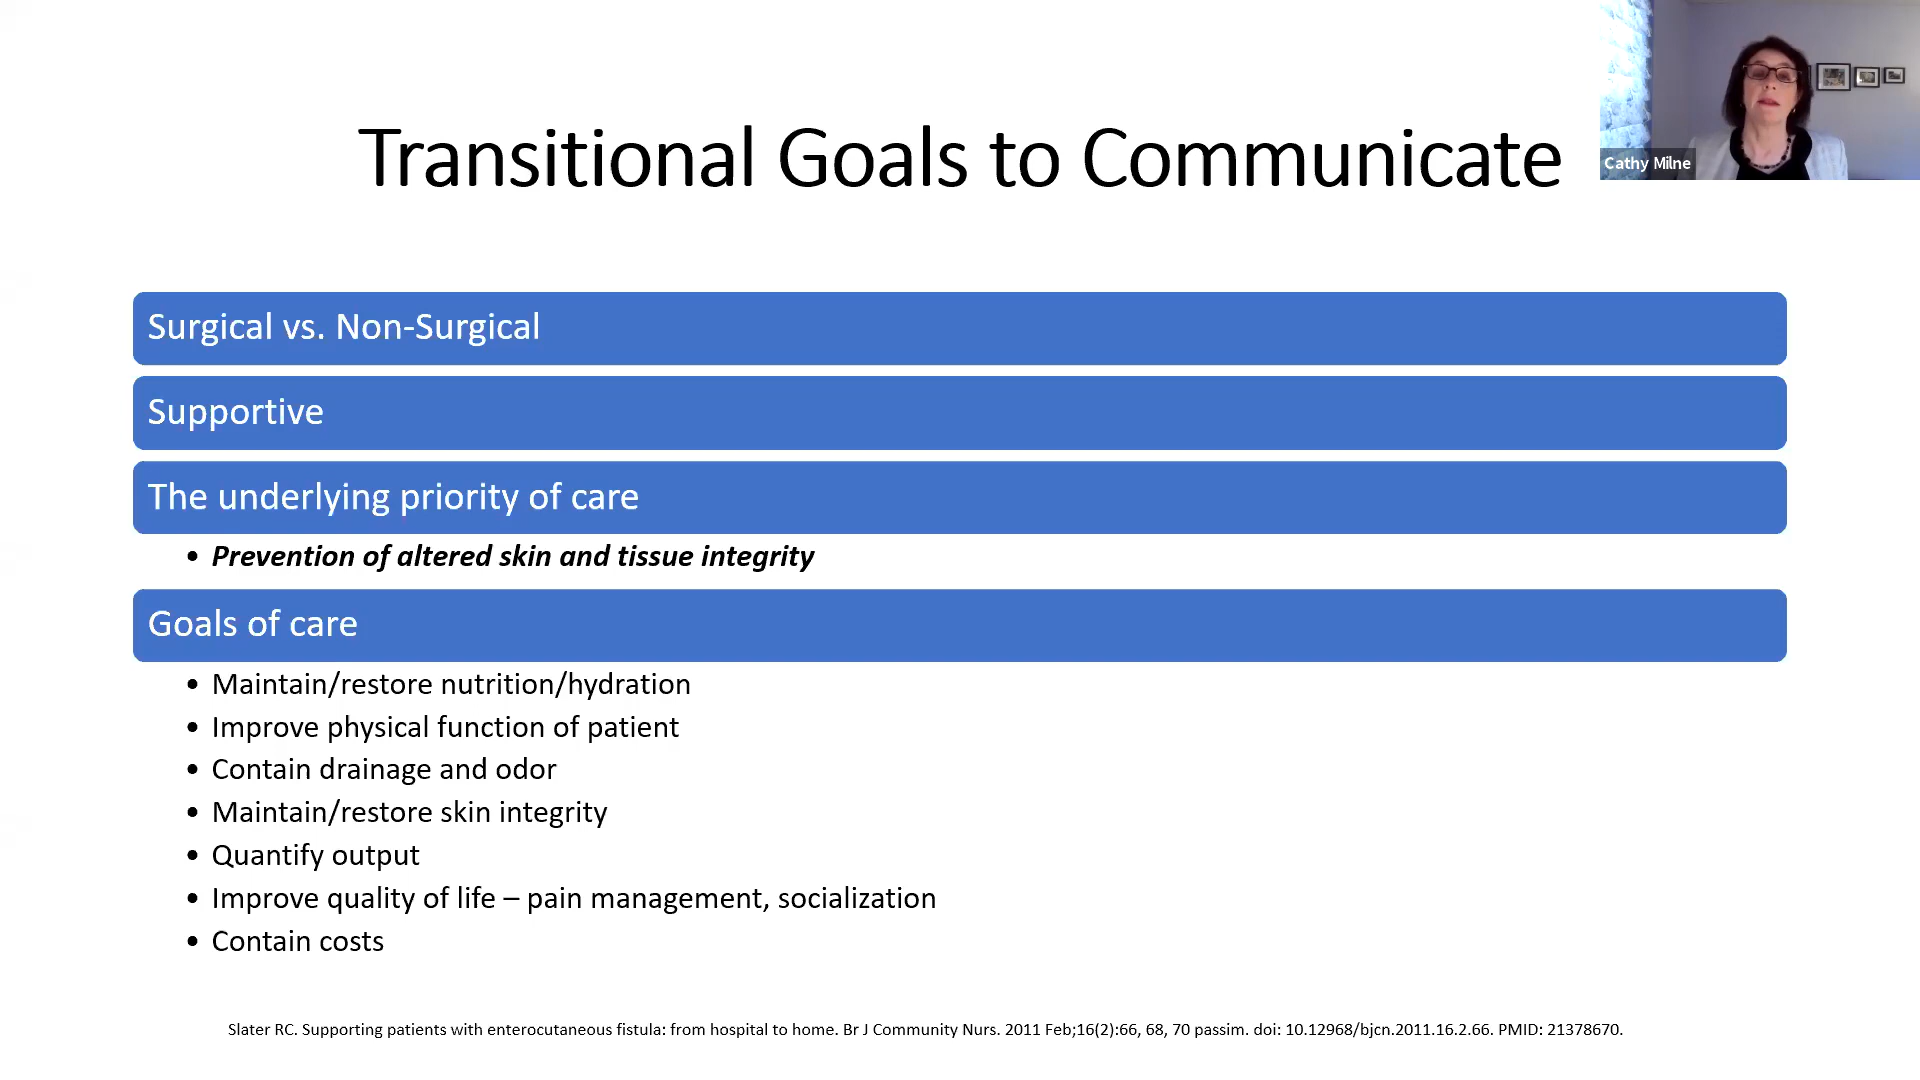 Transitional Goals to Communicate
Cathy Milne
Surgical vs. Non-Surgical
Supportive
The underlying priority of care
• Prevention of altered skin and tissue integrity
Goals of care
• Maintain/restore nutrition/hydration
• Improve physical function of patient
• Contain drainage and odor
• Maintain/restore skin integrity
• Quantify output
• Improve quality of life – pain management, socialization
• Contain costs
Slater RC. Supporting patients with enterocutaneous fistula: from hospital to home. Br J Community Nurs. 2011 Feb;16(2):66, 68, 70 passim. doi: 10.12968/bjcn.2011.16.2.66. PMID: 21378670.